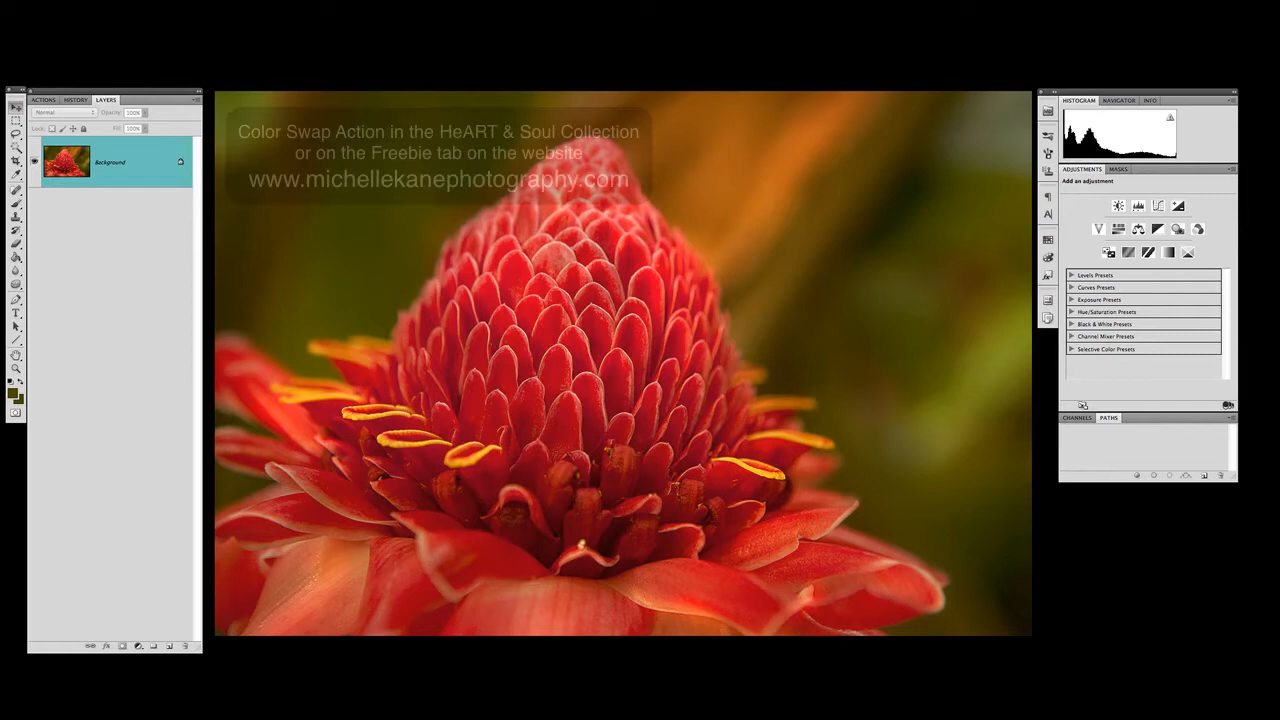 ACTIONS HISTORY LAYERS
Normal Opacity: 100%
Lock: Fill: 100%
Background
Color Swap Action in the HeART & Soul Collection
or on the Freebie tab on the website
www.michellekanephotography.com
HISTOGRAM NAVIGATOR INFO
ADJUSTMENTS MASKS
Add an adjustment
Levels Presets
Curves Presets
Exposure Presets
Hue/Saturation Presets
Black & White Presets
Channel Mixer Presets
Selective Color Presets
CHANNELS PATHS